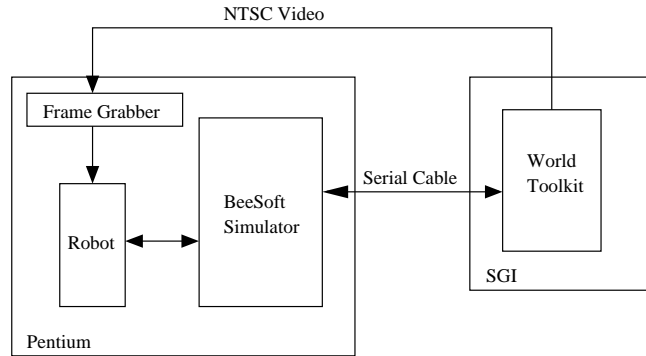 NTSC Video
Frame Grabber
Serial Cable
World
Toolkit
BeeSoft
Simulator
Robot
SGI
Pentium